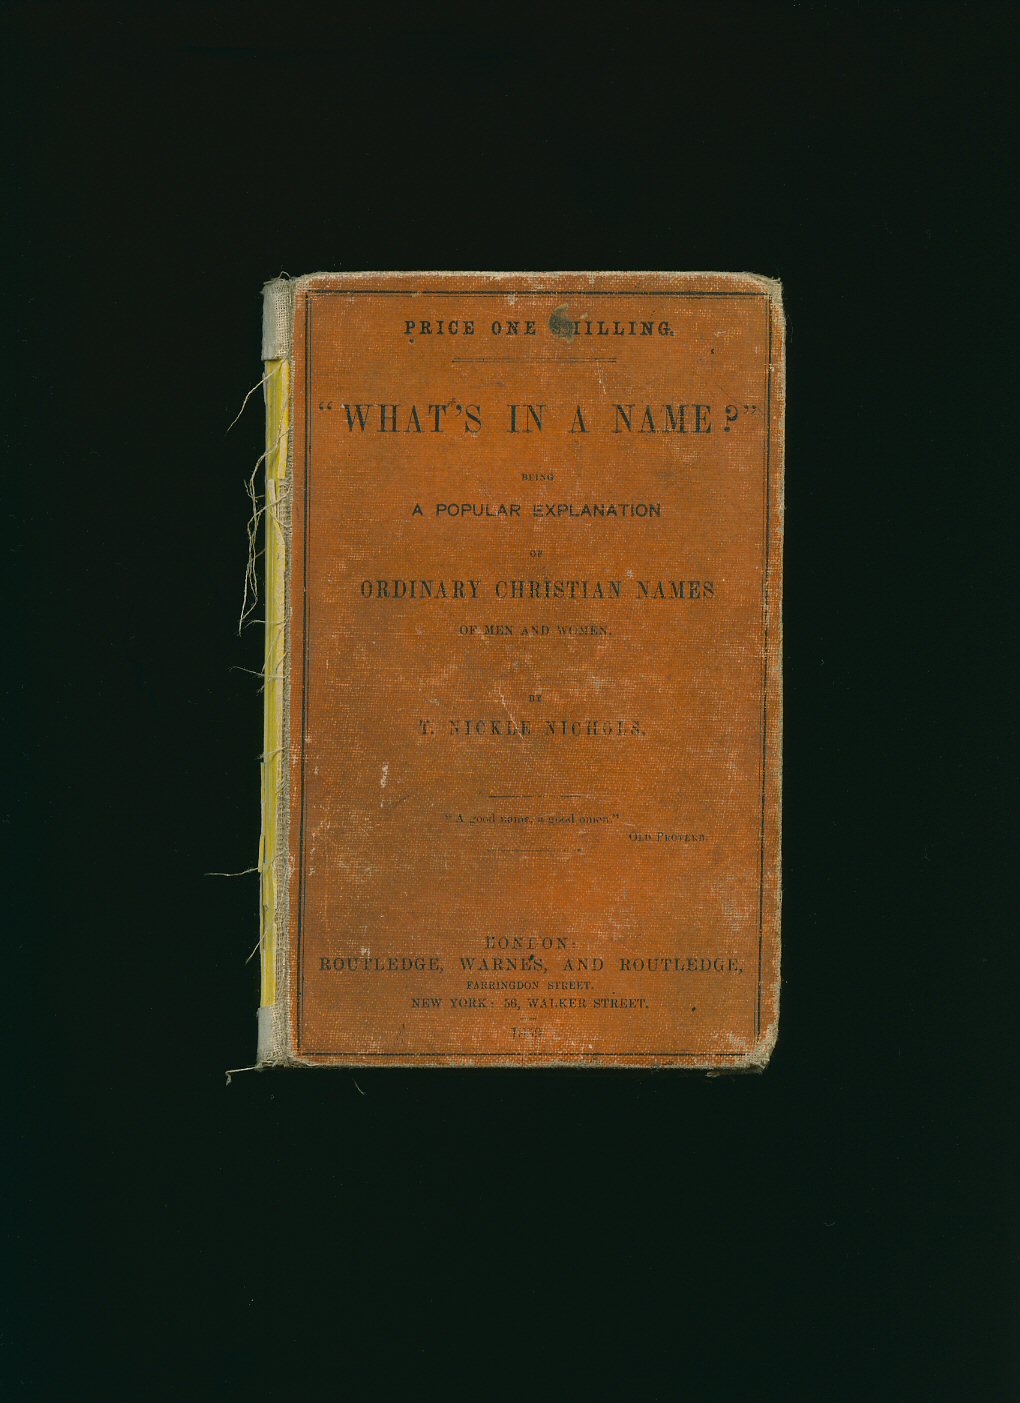 PRICE ONE SHILLING.
"WHAT'S IN A NAME?"
BEING
A POPULAR EXPLANATION
OF
ORDINARY CHRISTIAN NAMES
OF MEN AND WOMEN.
BY
T. NICKLE NICHOLS.
"A good name, a good omen."
OLD PROVERB.
LONDON:
ROUTLEDGE, WARNES, AND ROUTLEDGE,
FARRINGDON STREET.
NEW YORK: 56, WALKER STREET.